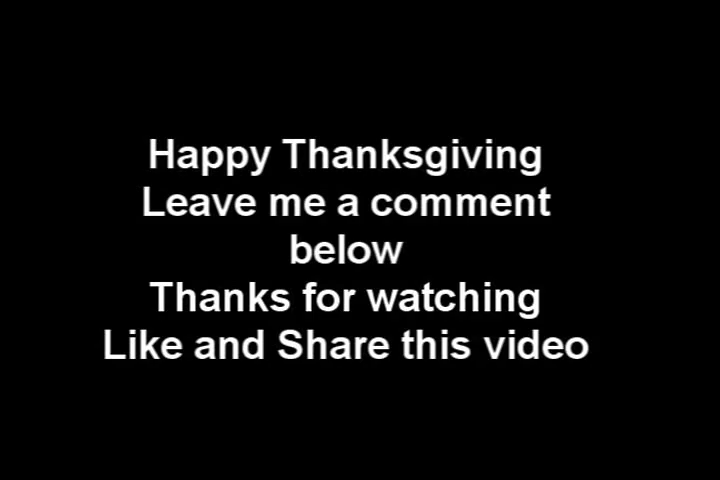 Happy Thanksgiving
Leave me a comment
below
Thanks for watching
Like and Share this video